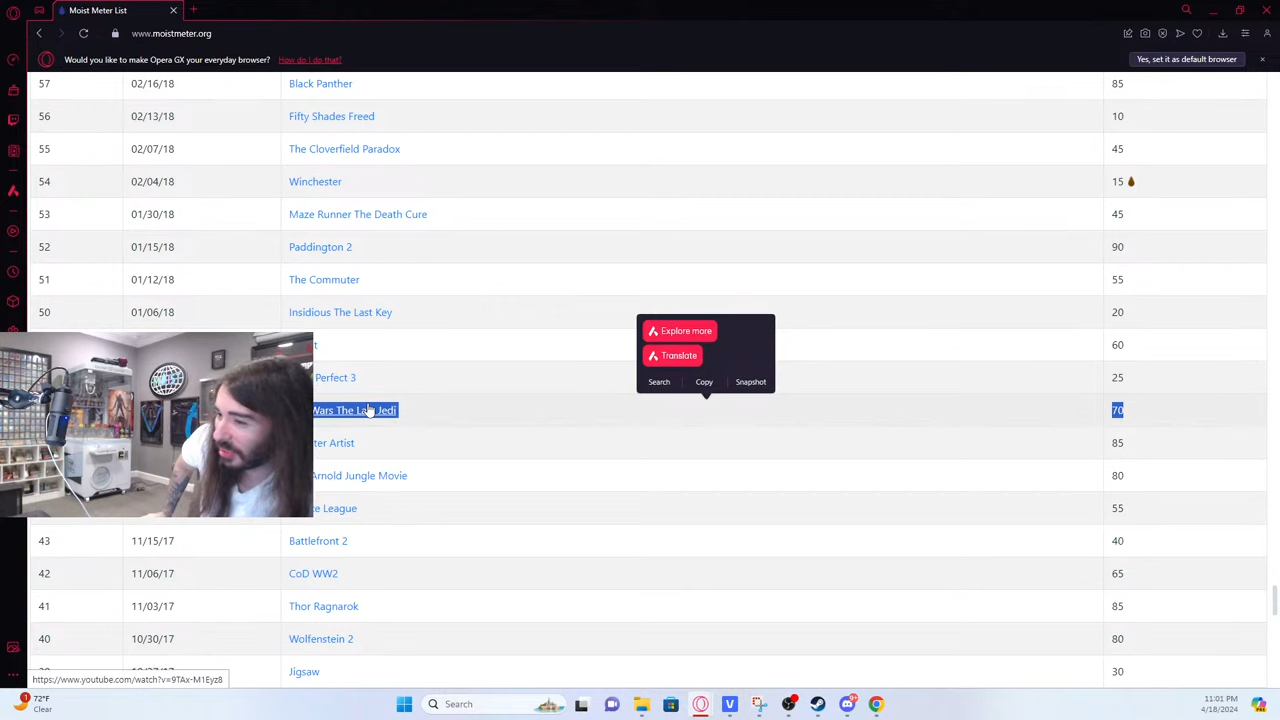 Moist Meter List
www.moistmeter.org
Would you like to make Opera GX your everyday browser? How do I do that? Yes, set it as default browser
57 02/16/18 Black Panther 85
56 02/13/18 Fifty Shades Freed 10
55 02/07/18 The Cloverfield Paradox 45
54 02/04/18 Winchester 15
53 01/30/18 Maze Runner The Death Cure 45
52 01/15/18 Paddington 2 90
51 01/12/18 The Commuter 55
50 01/06/18 Insidious The Last Key 20
Explore more
60
Translate
Perfect 3 25
Search Copy Snapshot
Wars The Last Jedi 70
Artist 85
Arnold Jungle Movie 80
League 55
43 11/15/17 Battlefront 2 40
42 11/06/17 CoD WW2 65
41 11/03/17 Thor Ragnarok 85
40 10/30/17 Wolfenstein 2 80
Jigsaw 30
https://www.youtube.com/watch?v=9TAx-M1Eyz8
1
72°F
Clear
Search
9+
11:01 PM
4/18/2024